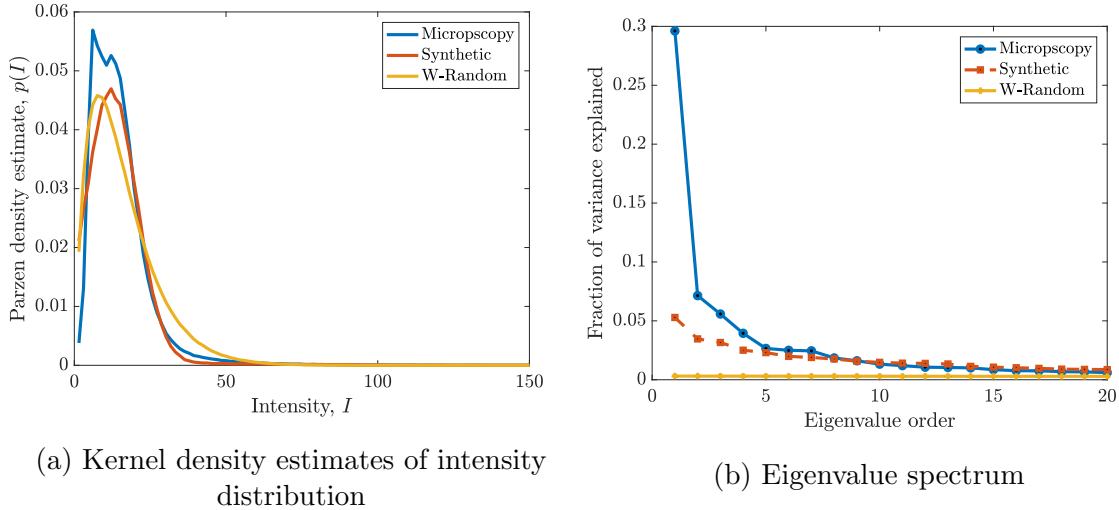 0.06
0.05
0.04
0.03
0.02
0.01
0
0
50
100
150
Parzen density estimate, p(I)
Intensity, I
Micropscopy
Synthetic
W-Random
(a) Kernel density estimates of intensity
distribution
0.3
0.25
0.2
0.15
0.1
0.05
0
0
5
10
15
20
Fraction of variance explained
Eigenvalue order
Micropscopy
Synthetic
W-Random
(b) Eigenvalue spectrum